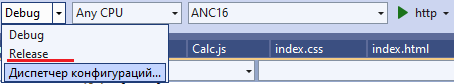 Debug Any CPU ANC16 http
Debug
Release Calc.js index.css index.html
Диспетчер конфигураций...